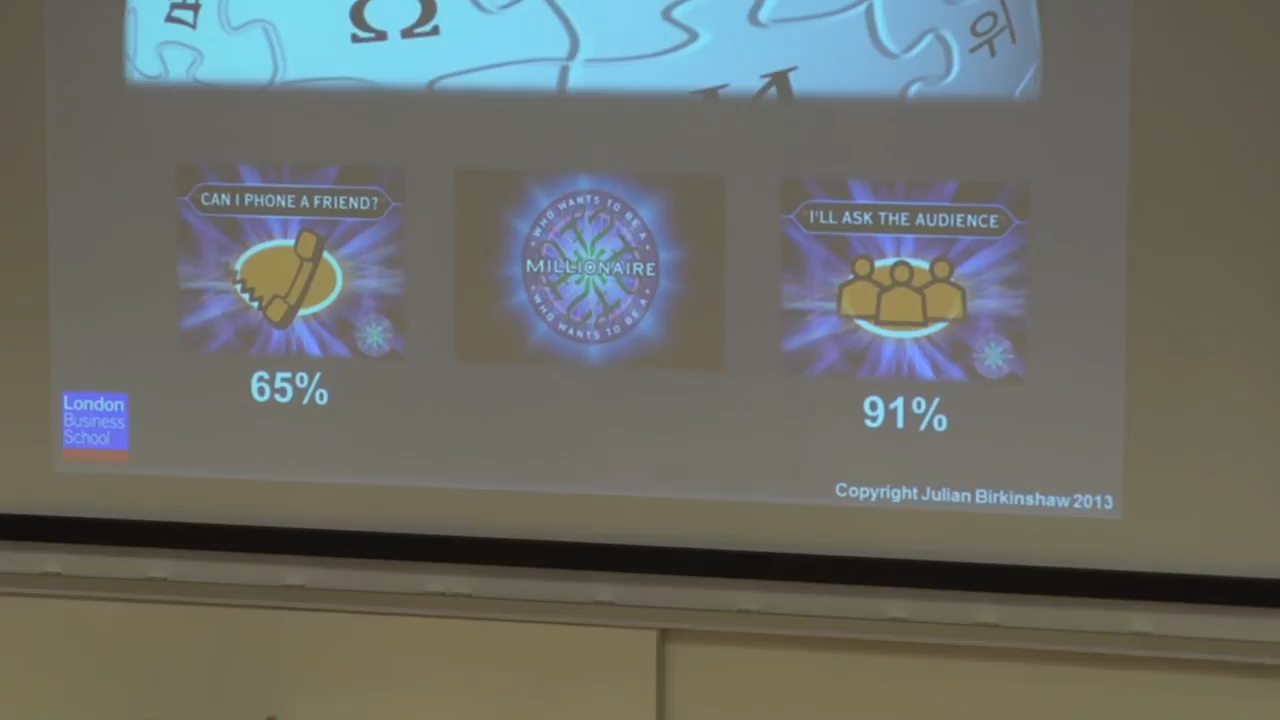 Ω
위
И
CAN I PHONE A FRIEND?
WHO WANTS TO BE A
MILLIONAIRE
WHO WANTS TO BE A
I'LL ASK THE AUDIENCE
65%
91%
London
Business
School
Copyright Julian Birkinshaw 2013